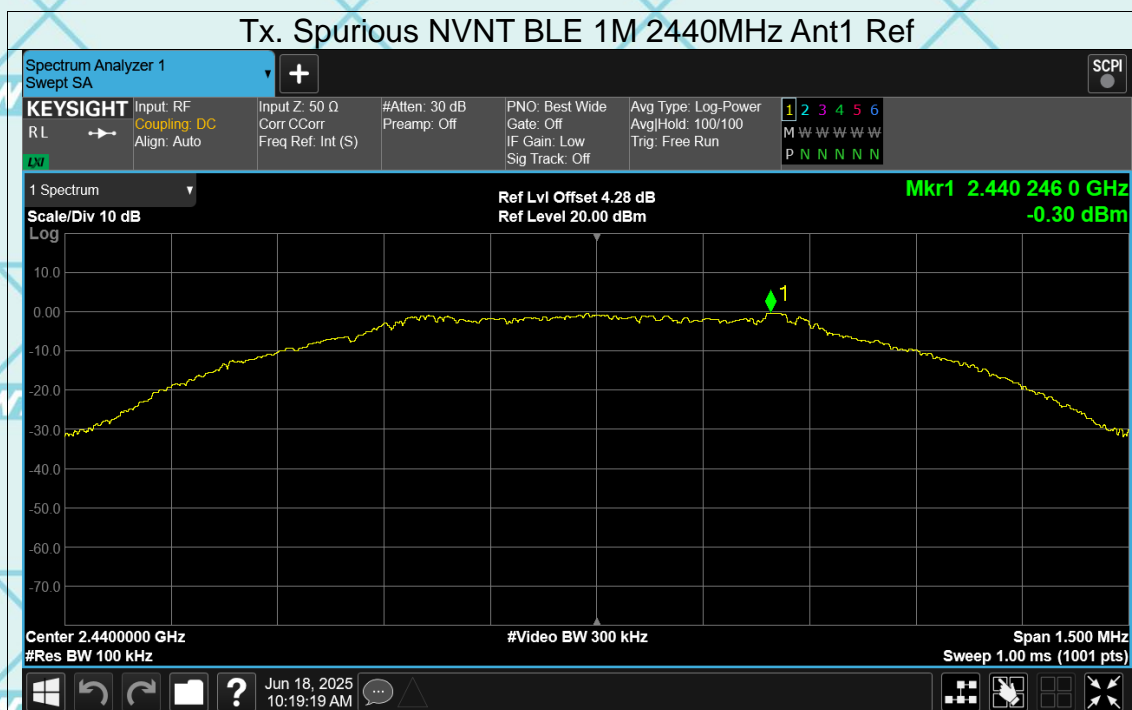 Tx. Spurious NVNT BLE 1M 2440MHz Ant1 Ref
Spectrum Analyzer 1
Swept SA
+
SCPI
KEYSIGHT
R L
LXI
Input: RF
Coupling: DC
Align: Auto
Input Z: 50 Ω
Corr CCorr
Freq Ref: Int (S)
#Atten: 30 dB
Preamp: Off
PNO: Best Wide
Gate: Off
IF Gain: Low
Sig Track: Off
Avg Type: Log-Power
Avg|Hold: 100/100
Trig: Free Run
1 2 3 4 5 6
M W W W W W
P N N N N N
1 Spectrum
Scale/Div 10 dB
Log
Ref Lvl Offset 4.28 dB
Ref Level 20.00 dBm
Mkr1 2.440 246 0 GHz
-0.30 dBm
10.0
0.00
-10.0
-20.0
-30.0
-40.0
-50.0
-60.0
-70.0
1
Center 2.4400000 GHz
#Res BW 100 kHz
#Video BW 300 kHz
Span 1.500 MHz
Sweep 1.00 ms (1001 pts)
?
Jun 18, 2025
10:19:19 AM